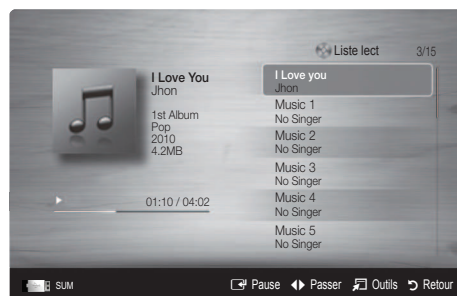 Liste lect 3/15
I Love You
Jhon
1st Album
Pop
2010
4.2MB
01:10 / 04:02
I Love you
Jhon
Music 1
No Singer
Music 2
No Singer
Music 3
No Singer
Music 4
No Singer
Music 5
No Singer
SUM Pause Passer Outils Retour